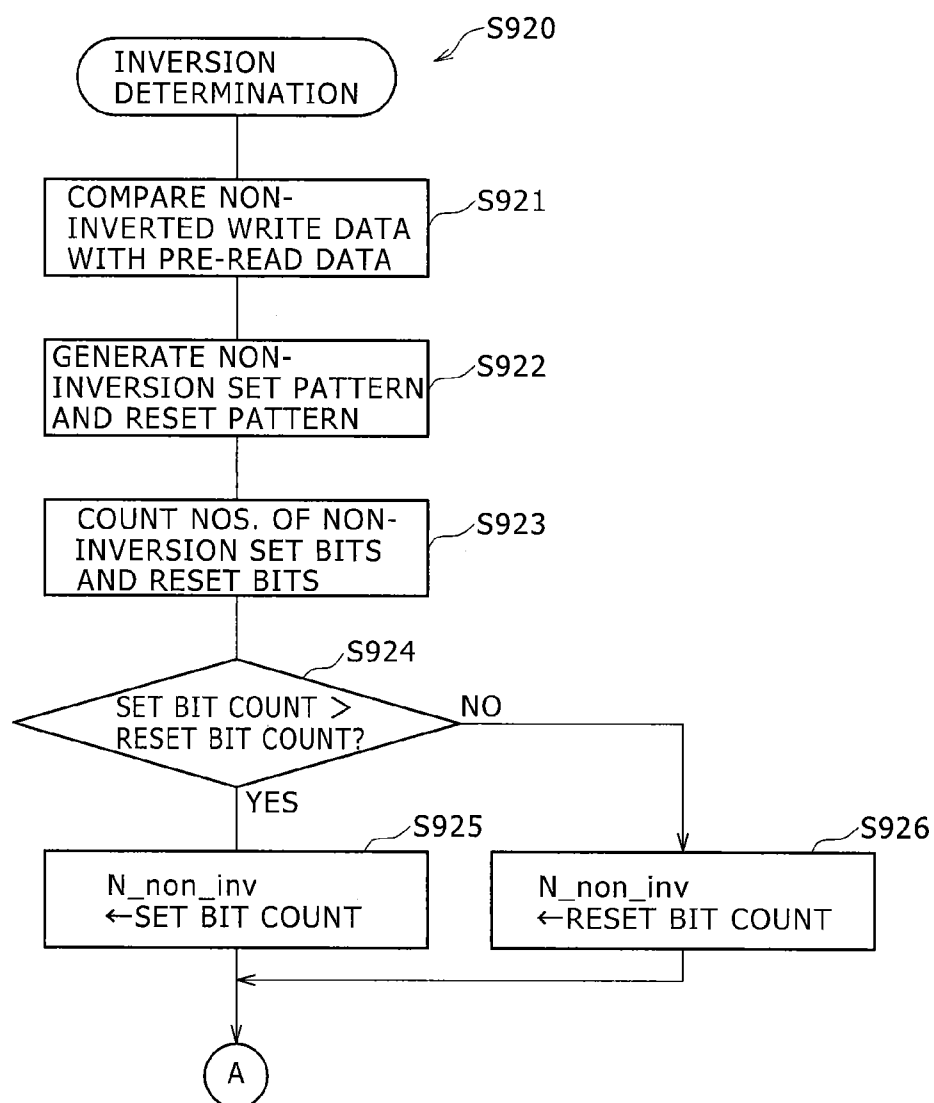 S920
INVERSION
DETERMINATION
COMPARE NON-
INVERTED WRITE DATA
WITH PRE-READ DATA
S921
GENERATE NON-
INVERSION SET PATTERN
AND RESET PATTERN
S922
COUNT NOS. OF NON-
INVERSION SET BITS
AND RESET BITS
S923
S924
SET BIT COUNT >
RESET BIT COUNT?
NO
YES
S925
N_non_inv
←SET BIT COUNT
S926
N_non_inv
←RESET BIT COUNT
A